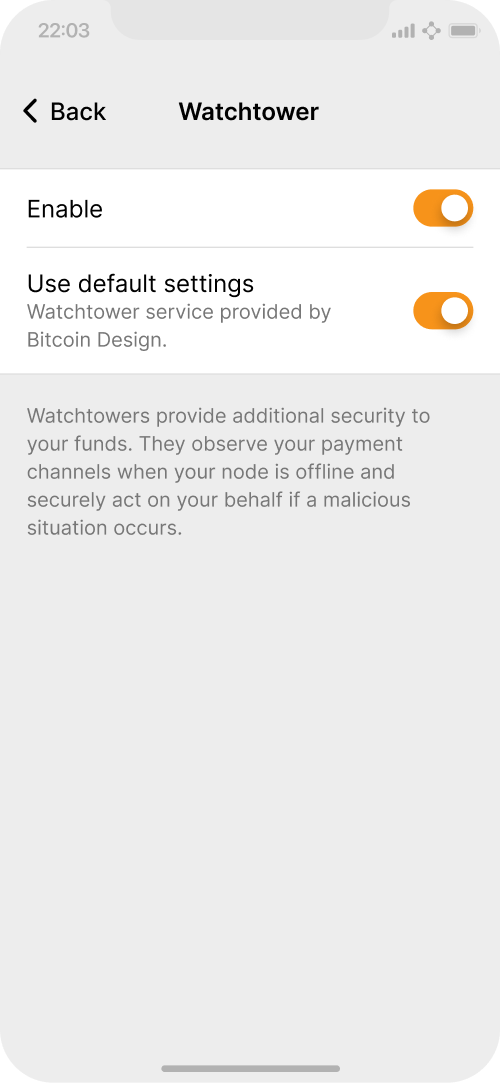 22:03
Back
Watchtower
Enable
Use default settings
Watchtower service provided by
Bitcoin Design.
Watchtowers provide additional security to
your funds. They observe your payment
channels when your node is offline and
securely act on your behalf if a malicious
situation occurs.